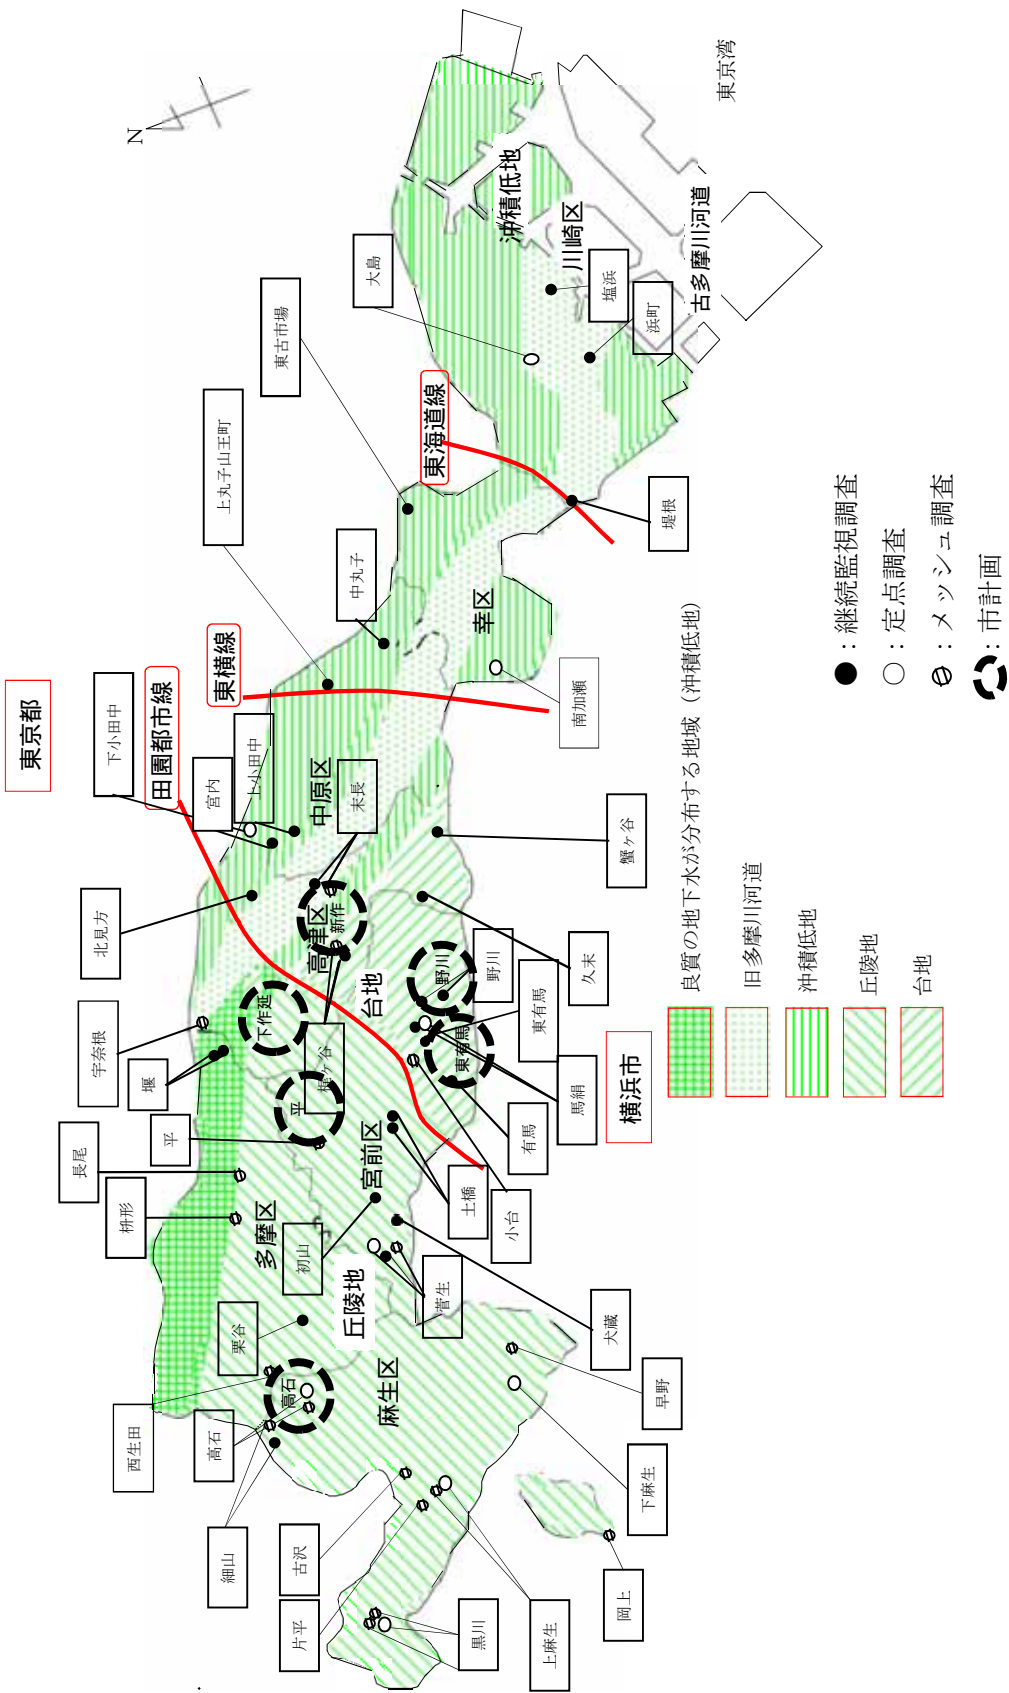 N
東京湾
沖積低地
川崎区
古多摩川河道
大島
塩浜
浜町
東古市場
東海道線
上丸子山王町
堤根
中丸子
幸区
東横線
南加瀬
東京都
田園都市線
下小田中
宮内
上小田中
中原区
末長
蟹ヶ谷
北見方
高津区
新作
台地
野川
野川
久末
東有馬
東有馬
下作延
宇奈根
堰
梶ヶ谷
平
平
馬絹
有馬
横浜市
長尾
枡形
宮前区
土橋
小台
多摩区
初山
丘陵地
菅生
犬蔵
栗谷
麻生区
高石
高石
西生田
早野
下麻生
細山
古沢
片平
黒川
上麻生
岡上
●：継続監視調査
○：定点調査
：メッシュ調査
：市計画
良質の地下水が分布する地域（沖積低地）
旧多摩川河道
沖積低地
丘陵地
台地